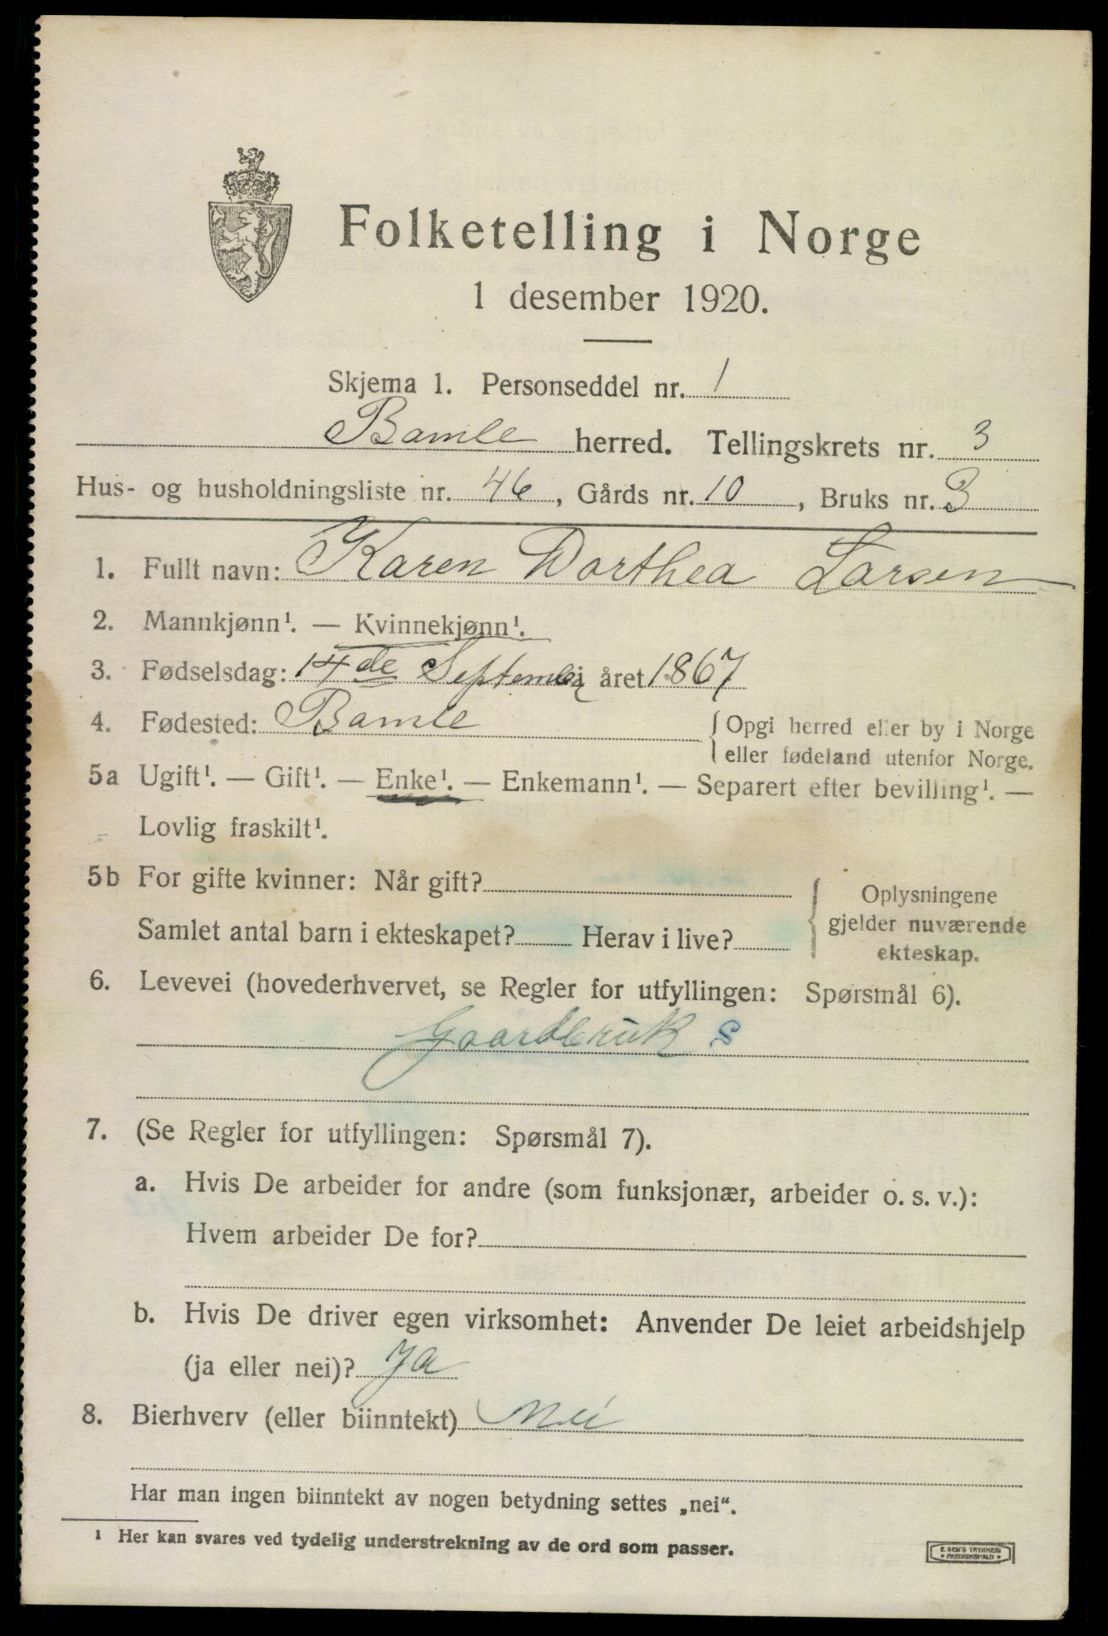 Folketelling i Norge
1 desember 1920.
Skjema 1. Personseddel nr. 1
Bamle herred. Tellingskrets nr. 3
Hus- og husholdningsliste nr. 46, Gårds nr. 10, Bruks nr. 3
1. Fullt navn: Karen Dorthea Larsen
2. Mannkjønn¹. — Kvinnekjønn¹.
3. Fødselsdag: 14de September i året 1867
4. Fødested: Bamle { Opgi herred eller by i Norge
eller fødeland utenfor Norge.
5a Ugift¹. — Gift¹. — Enke¹. — Enkemann¹. — Separert efter bevilling¹. —
Lovlig fraskilt¹.
5b For gifte kvinner: Når gift?
Samlet antal barn i ekteskapet? Herav i live?
{ Oplysningene
gjelder nuværende
ekteskap.
6. Levevei (hovederhvervet, se Regler for utfyllingen: Spørsmål 6).
Gaardbruk S
7. (Se Regler for utfyllingen: Spørsmål 7).
a. Hvis De arbeider for andre (som funksjonær, arbeider o. s. v.):
Hvem arbeider De for?
b. Hvis De driver egen virksomhet: Anvender De leiet arbeidshjelp
(ja eller nei)? Ja
8. Bierhverv (eller biinntekt) Nei
Har man ingen biinntekt av nogen betydning settes „nei“.
¹ Her kan svares ved tydelig understrekning av de ord som passer.
E. SEM'S TRYKKERI
• FREDRIKSHALD •